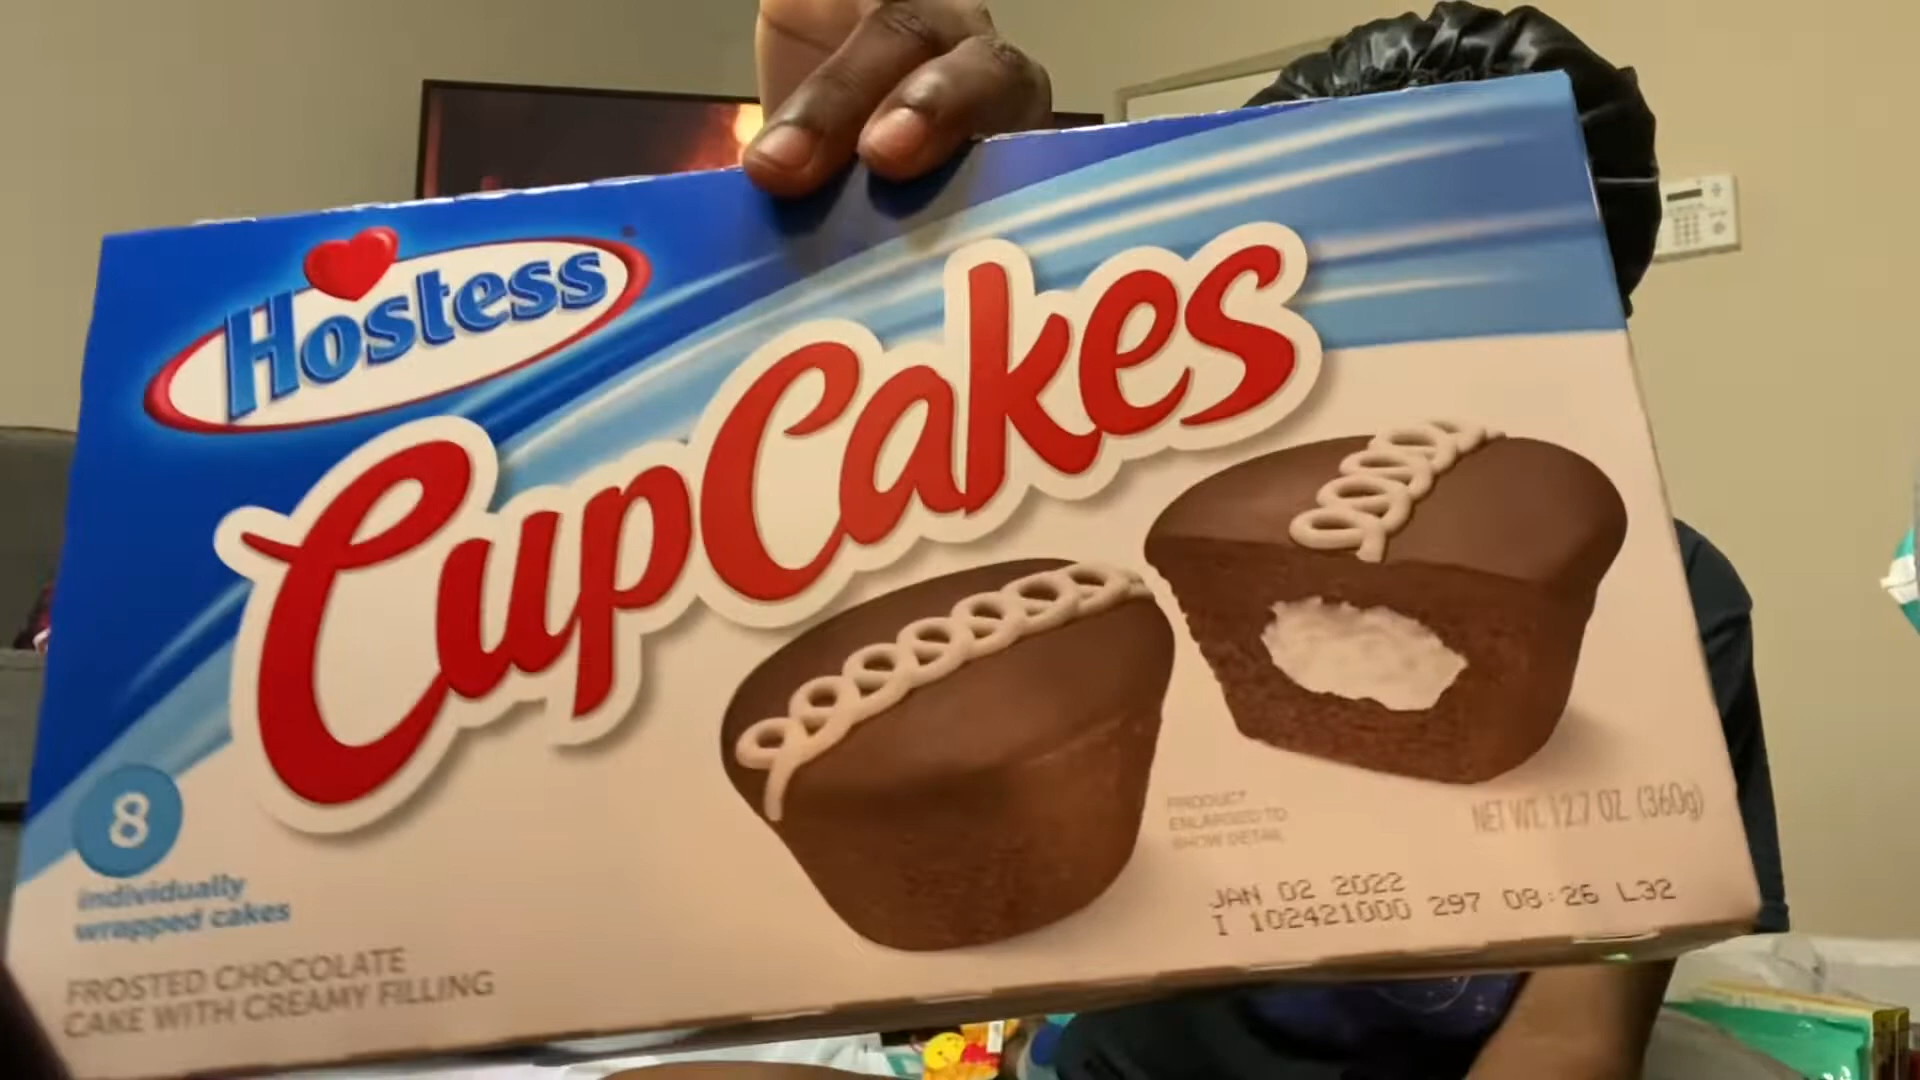 Hostess
CupCakes
8
individually
wrapped cakes
FROSTED CHOCOLATE
CAKE WITH CREAMY FILLING
PRODUCT
ENLARGED TO
SHOW DETAIL
NET WT. 12.7 OZ. (360g)
JAN 02 2022
I 102421000 297 08:26 L32